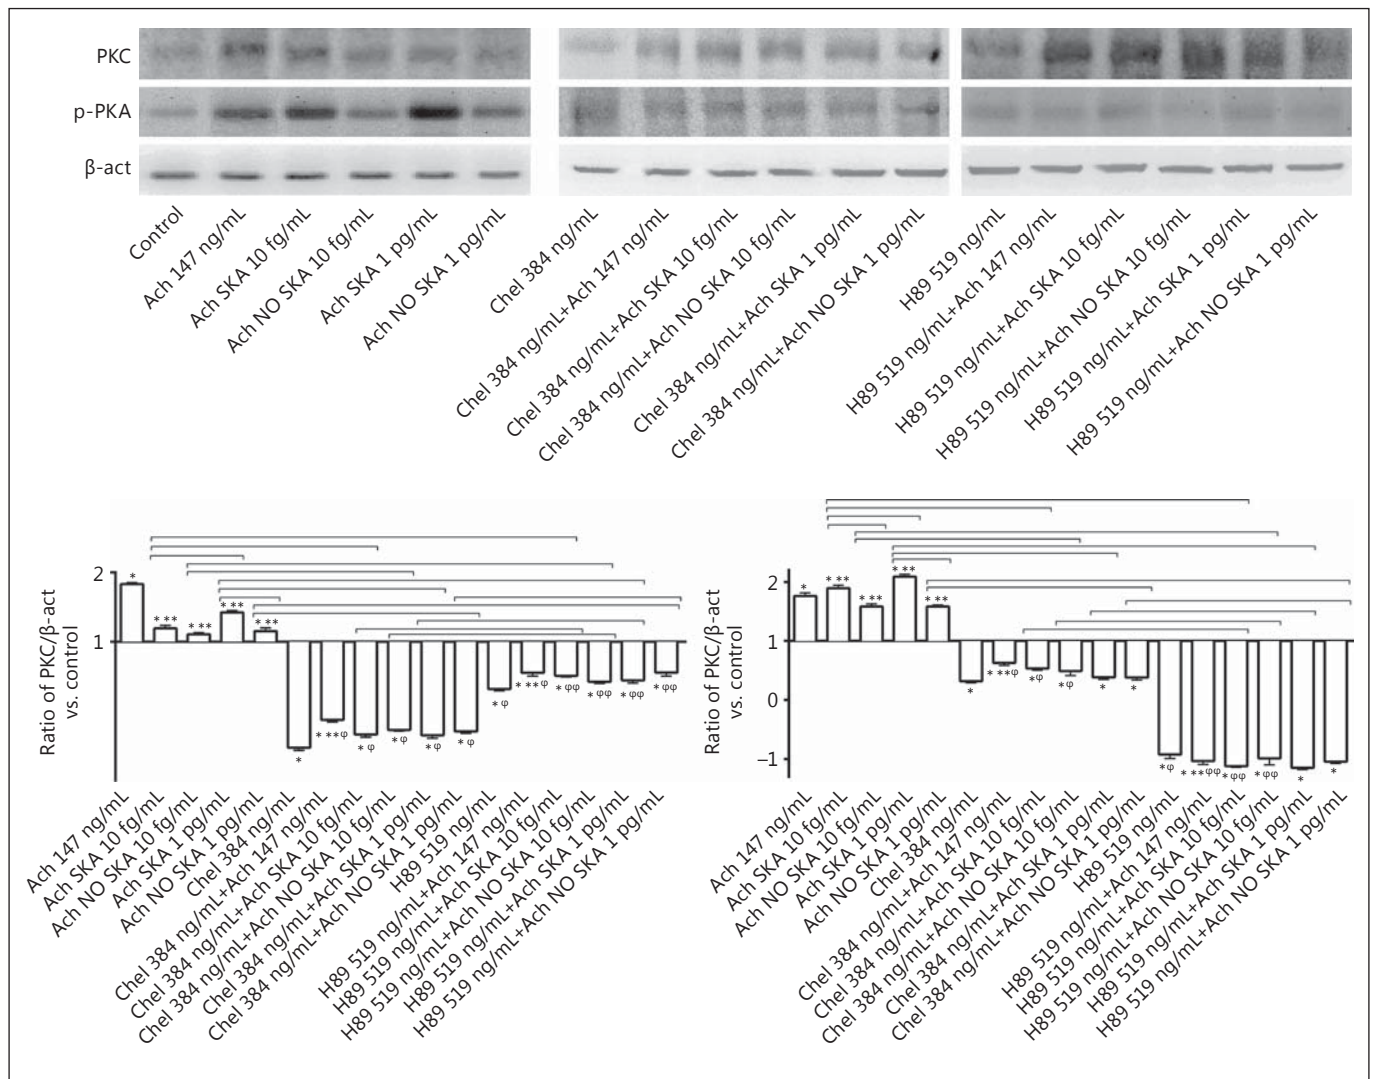 PKC
p-PKA
β-act
Control
Ach 147 ng/mL
Ach SKA 10 fg/mL
Ach NO SKA 10 fg/mL
Ach SKA 1 pg/mL
Ach NO SKA 1 pg/mL
Chel 384 ng/mL
Chel 384 ng/mL+Ach 147 ng/mL
Chel 384 ng/mL+Ach SKA 10 fg/mL
Chel 384 ng/mL+Ach NO SKA 10 fg/mL
Chel 384 ng/mL+Ach SKA 1 pg/mL
Chel 384 ng/mL+Ach NO SKA 1 pg/mL
H89 519 ng/mL
H89 519 ng/mL+Ach 147 ng/mL
H89 519 ng/mL+Ach SKA 10 fg/mL
H89 519 ng/mL+Ach NO SKA 10 fg/mL
H89 519 ng/mL+Ach SKA 1 pg/mL
H89 519 ng/mL+Ach NO SKA 1 pg/mL
Ratio of PKC/β-act
vs. control
2
1
* * ** * ** * ** * **
* * **φ *φ *φ *φ *φ *φ * **φ *φφ *φφ *φφ *φφ
Ach 147 ng/mL
Ach SKA 10 fg/mL
Ach NO SKA 10 fg/mL
Ach SKA 1 pg/mL
Ach NO SKA 1 pg/mL
Chel 384 ng/mL
Chel 384 ng/mL+Ach 147 ng/mL
Chel 384 ng/mL+Ach SKA 10 fg/mL
Chel 384 ng/mL+Ach NO SKA 10 fg/mL
Chel 384 ng/mL+Ach SKA 1 pg/mL
Chel 384 ng/mL+Ach NO SKA 1 pg/mL
H89 519 ng/mL
H89 519 ng/mL+Ach 147 ng/mL
H89 519 ng/mL+Ach SKA 10 fg/mL
H89 519 ng/mL+Ach NO SKA 10 fg/mL
H89 519 ng/mL+Ach SKA 1 pg/mL
H89 519 ng/mL+Ach NO SKA 1 pg/mL
Ratio of PKC/β-act
vs. control
2
1
0
−1
* * ** * ** * ** * **
* * **φ *φ *φ * * *φ * **φφ *φφ *φφ * *
Ach 147 ng/mL
Ach SKA 10 fg/mL
Ach NO SKA 10 fg/mL
Ach SKA 1 pg/mL
Ach NO SKA 1 pg/mL
Chel 384 ng/mL
Chel 384 ng/mL+Ach 147 ng/mL
Chel 384 ng/mL+Ach SKA 10 fg/mL
Chel 384 ng/mL+Ach NO SKA 10 fg/mL
Chel 384 ng/mL+Ach SKA 1 pg/mL
Chel 384 ng/mL+Ach NO SKA 1 pg/mL
H89 519 ng/mL
H89 519 ng/mL+Ach 147 ng/mL
H89 519 ng/mL+Ach SKA 10 fg/mL
H89 519 ng/mL+Ach NO SKA 10 fg/mL
H89 519 ng/mL+Ach SKA 1 pg/mL
H89 519 ng/mL+Ach NO SKA 1 pg/mL